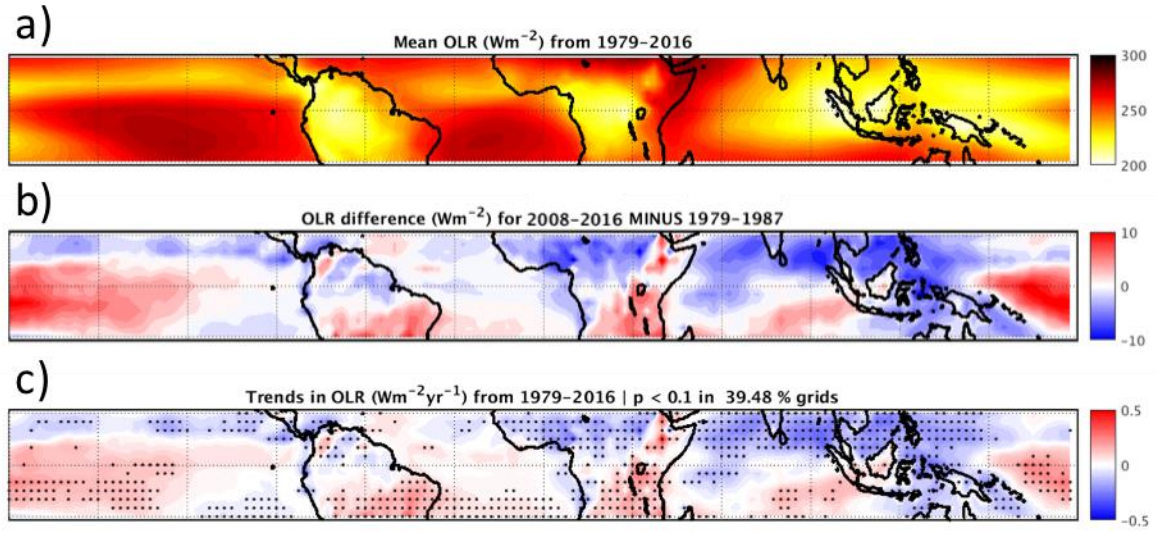 a)
Mean OLR (Wm⁻²) from 1979-2016
300
250
200
b)
OLR difference (Wm⁻²) for 2008-2016 MINUS 1979-1987
10
0
-10
c)
Trends in OLR (Wm⁻²yr⁻¹) from 1979-2016 | p < 0.1 in 39.48 % grids
0.5
0
-0.5